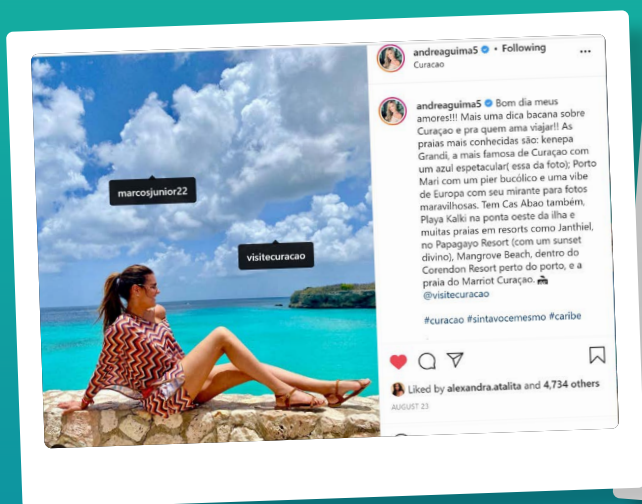 andreaguima5 • Following
Curacao
andreaguima5 Bom dia meus
amores!!! Mais uma dica bacana sobre
Curaçao e pra quem ama viajar!! As
praias mais conhecidas são: kenepa
Grandi, a mais famosa de Curaçao com
um azul espetacular( essa da foto); Porto
Mari com um pier bucólico e uma vibe
de Europa com seu mirante para fotos
maravilhosas. Tem Cas Abao também,
Playa Kalki na ponta oeste da ilha e
muitas praias em resorts como Janthiel,
no Papagayo Resort (com um sunset
divino), Mangrove Beach, dentro do
Corendon Resort perto do porto, e a
praia do Marriot Curaçao.
@visitecuracao
#curacao #sintavocemesmo #caribe
marcosjunior22
visitecuracao
Liked by alexandra.atalita and 4,734 others
AUGUST 23